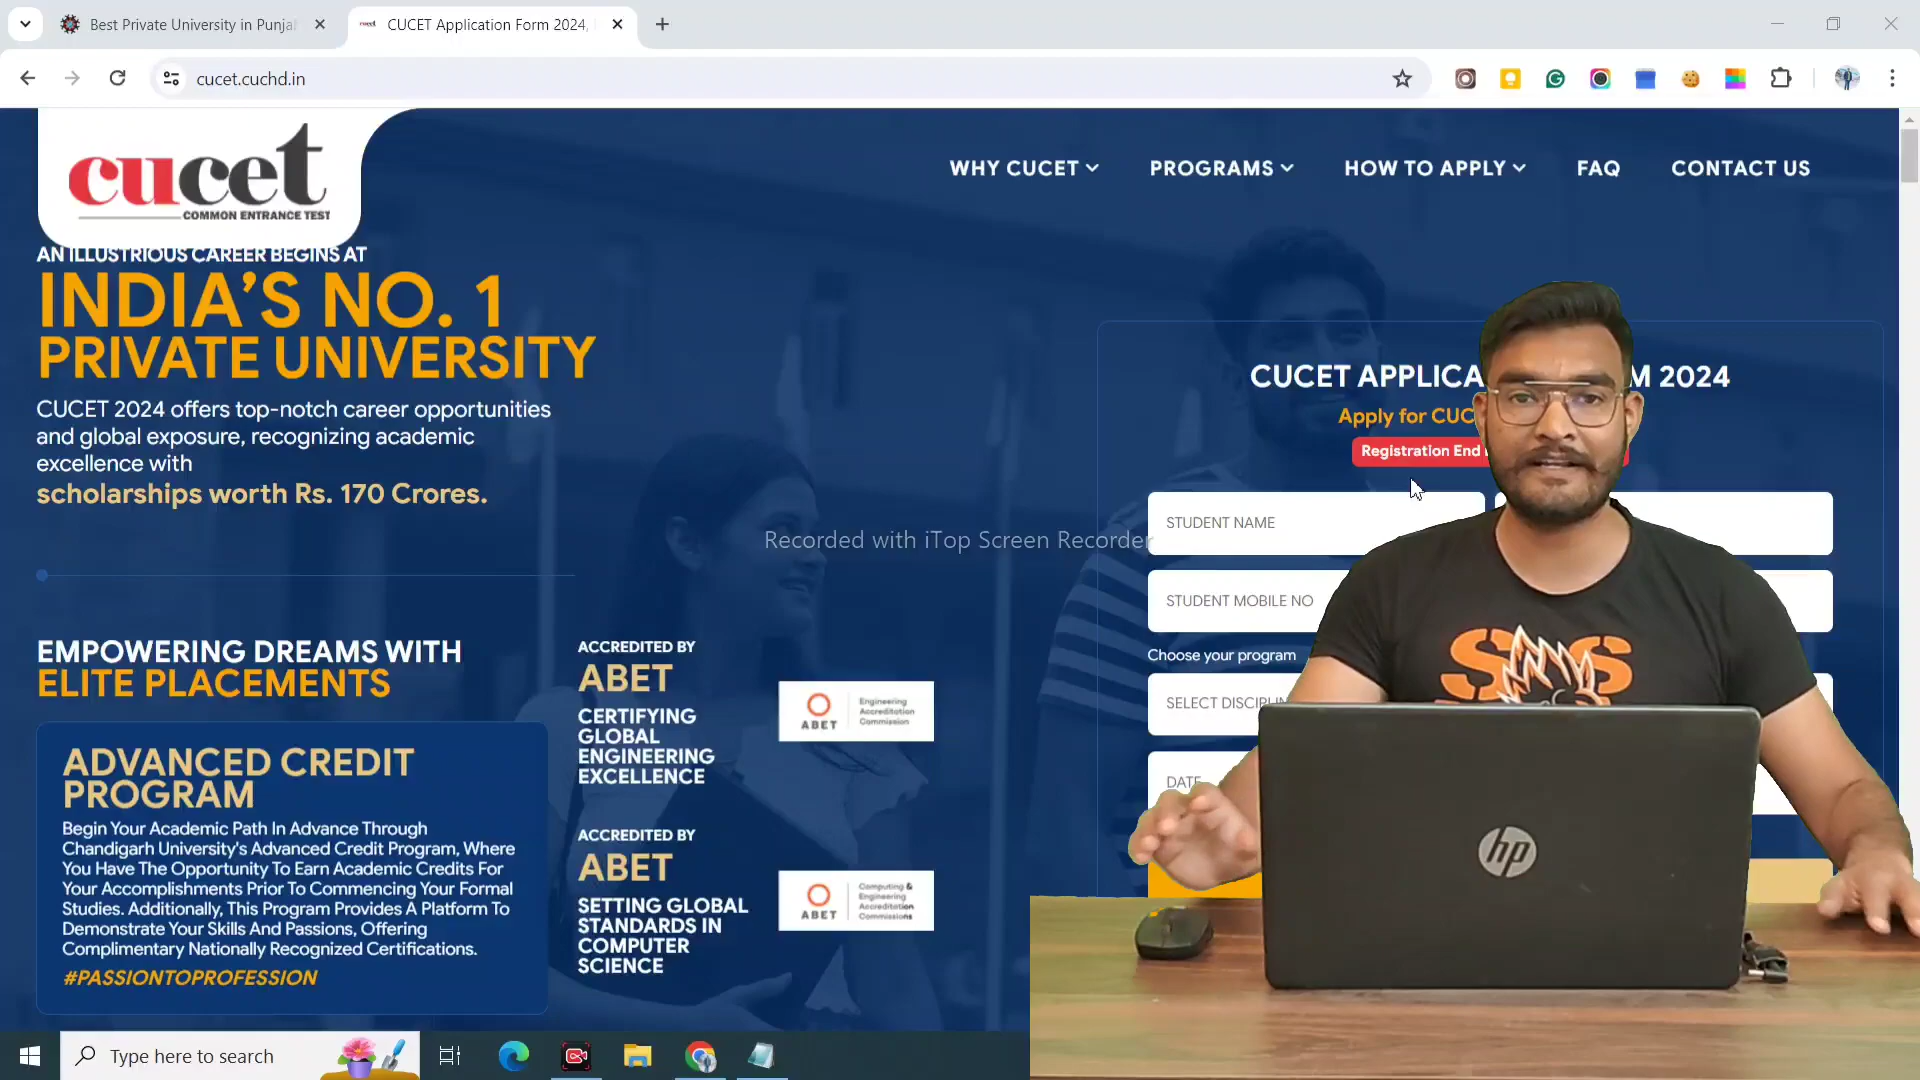 Best Private University in Punja
CUCET Application Form 2024,
cucet.cuchd.in
cucet
COMMON ENTRANCE TEST
WHY CUCET
PROGRAMS
HOW TO APPLY
FAQ
CONTACT US
AN ILLUSTRIOUS CAREER BEGINS AT
INDIA'S NO. 1
PRIVATE UNIVERSITY
CUCET 2024 offers top-notch career opportunities
and global exposure, recognizing academic
excellence with
scholarships worth Rs. 170 Crores.
EMPOWERING DREAMS WITH
ELITE PLACEMENTS
ADVANCED CREDIT
PROGRAM
Begin Your Academic Path In Advance Through
Chandigarh University's Advanced Credit Program, Where
You Have The Opportunity To Earn Academic Credits For
Your Accomplishments Prior To Commencing Your Formal
Studies. Additionally, This Program Provides A Platform To
Demonstrate Your Skills And Passions, Offering
Complimentary Nationally Recognized Certifications.
#PASSIONTOPROFESSION
ACCREDITED BY
ABET
CERTIFYING
GLOBAL
ENGINEERING
EXCELLENCE
ABET
Engineering
Accreditation
Commission
ACCREDITED BY
ABET
SETTING GLOBAL
STANDARDS IN
COMPUTER
SCIENCE
ABET
Computing &
Engineering
Accreditation
Commissions
Recorded with iTop Screen Recorder
CUCET APPLICA M 2024
Apply for CUC
Registration End
STUDENT NAME
STUDENT MOBILE NO
Choose your program
SELECT DISCIPLIN
DATE
hp
Type here to search